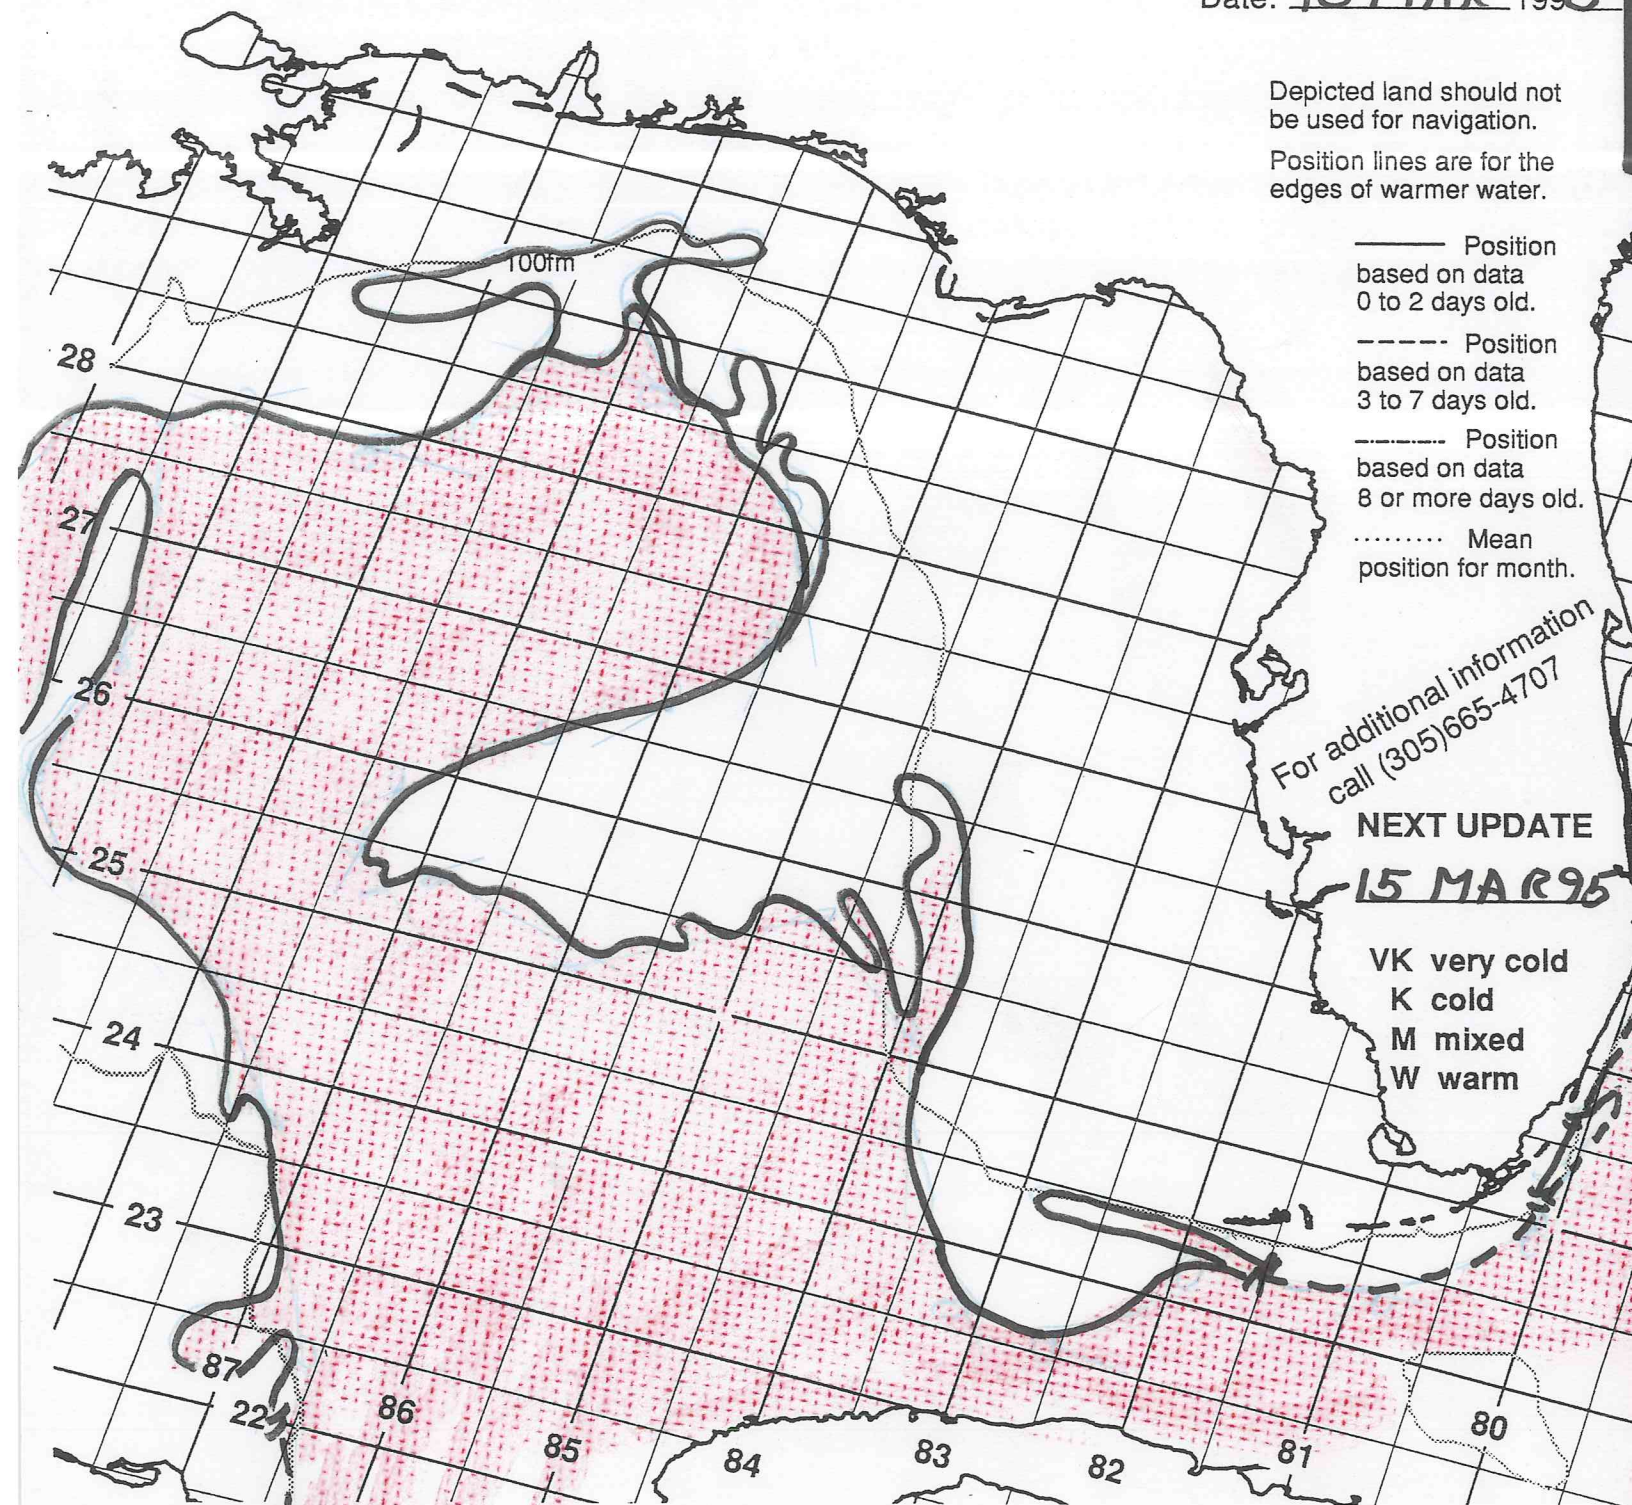 Date: 199
Depicted land should not
be used for navigation.
Position lines are for the
edges of warmer water.
Position
based on data
0 to 2 days old.
Position
based on data
3 to 7 days old.
Position
based on data
8 or more days old.
Mean
position for month.
For additional information
call (305)665-4707
NEXT UPDATE
15 MAR 95
VK very cold
K cold
M mixed
W warm
100fm
28
27
26
25
24
23
87
22
86
85
84
83
82
81
80